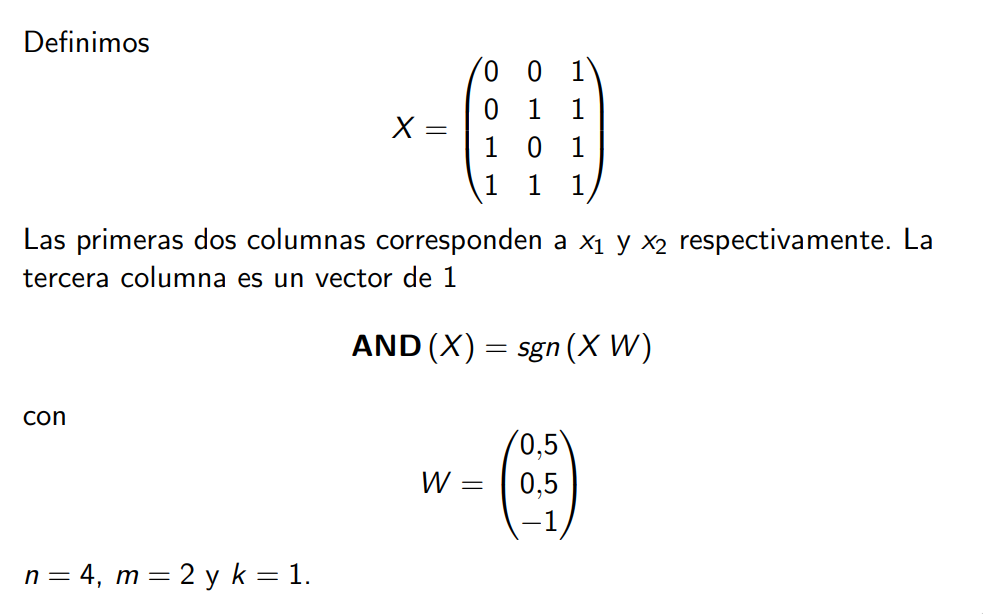 Definimos
X = (0 0 1
0 1 1
1 0 1
1 1 1)
Las primeras dos columnas corresponden a x₁ y x₂ respectivamente. La
tercera columna es un vector de 1
AND (X) = sgn (X W)
con
W = (0,5
0,5
−1)
n = 4, m = 2 y k = 1.